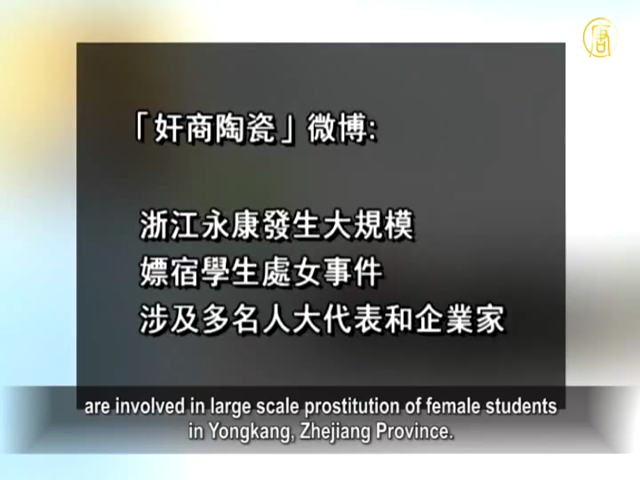 唐
「奸商陶瓷」微博:
浙江永康發生大規模
嫖宿學生處女事件
涉及多名人大代表和企業家
are involved in large scale prostitution of female students
in Yongkang, Zhejiang Province.